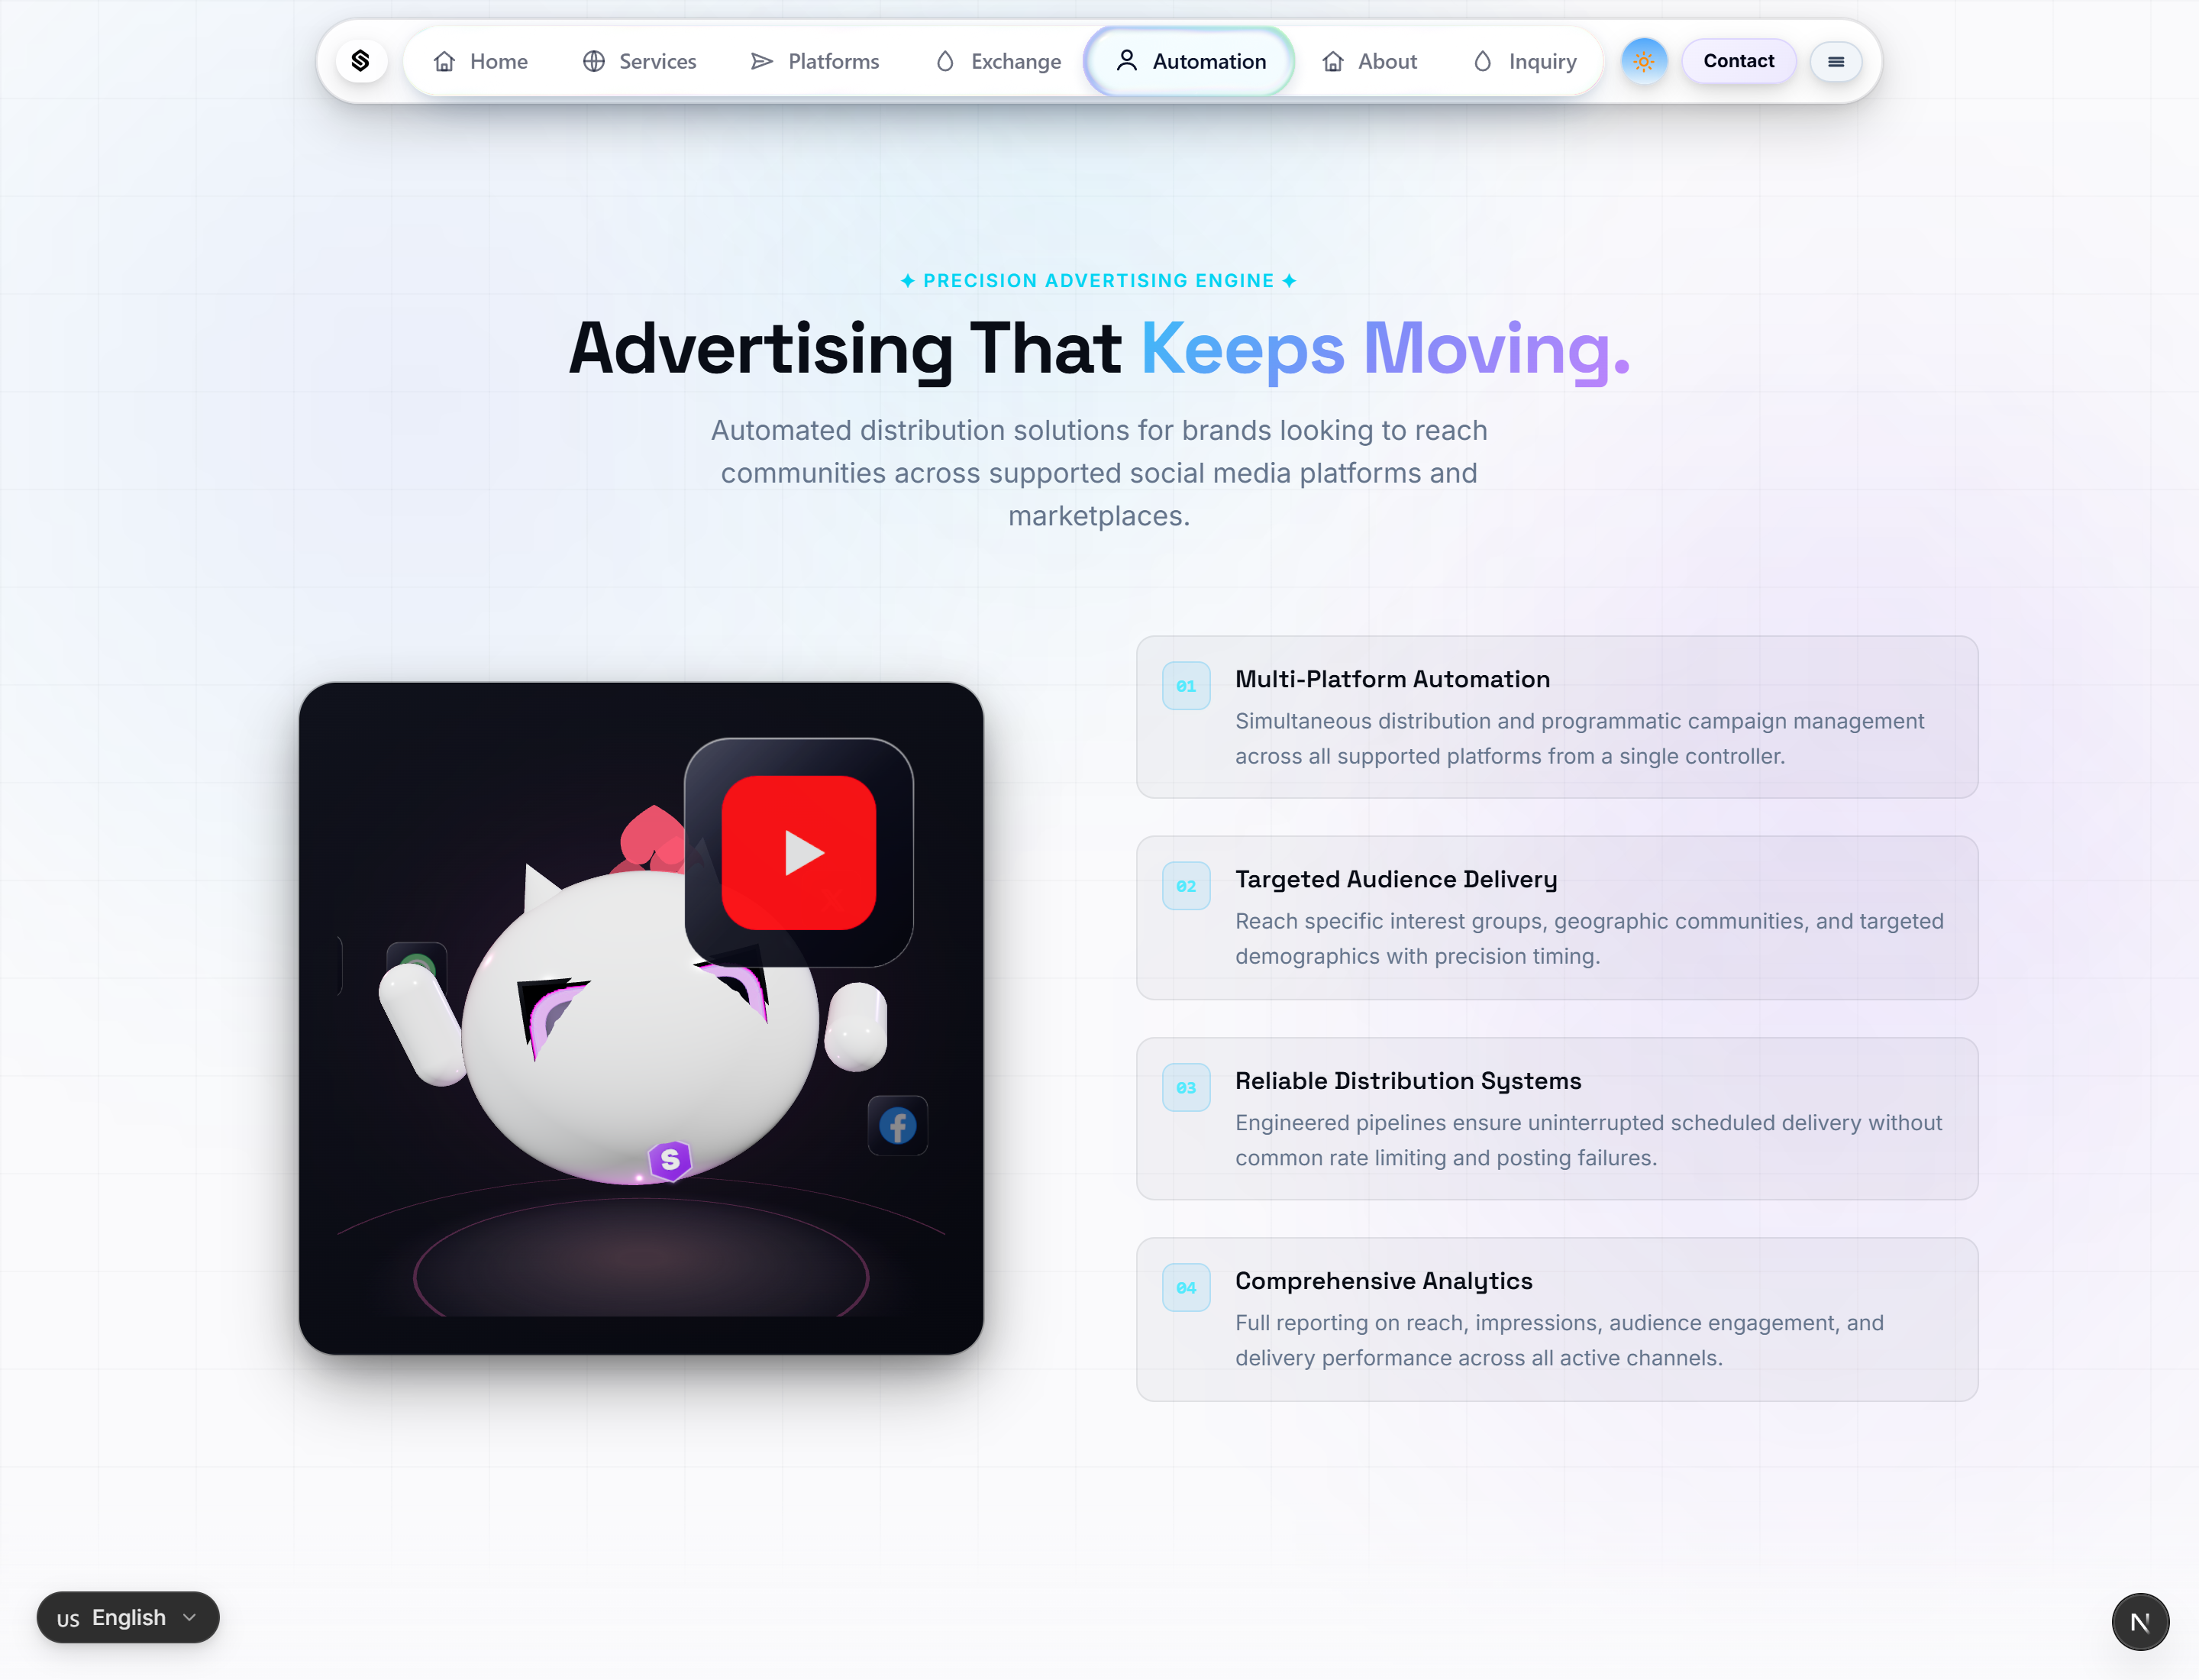 Home
Services
Platforms
Exchange
Automation
About
Inquiry
Contact
✦ PRECISION ADVERTISING ENGINE ✦
Advertising That Keeps Moving.
Automated distribution solutions for brands looking to reach
communities across supported social media platforms and
marketplaces.
S
01
Multi-Platform Automation
Simultaneous distribution and programmatic campaign management
across all supported platforms from a single controller.
02
Targeted Audience Delivery
Reach specific interest groups, geographic communities, and targeted
demographics with precision timing.
03
Reliable Distribution Systems
Engineered pipelines ensure uninterrupted scheduled delivery without
common rate limiting and posting failures.
04
Comprehensive Analytics
Full reporting on reach, impressions, audience engagement, and
delivery performance across all active channels.
US English
N